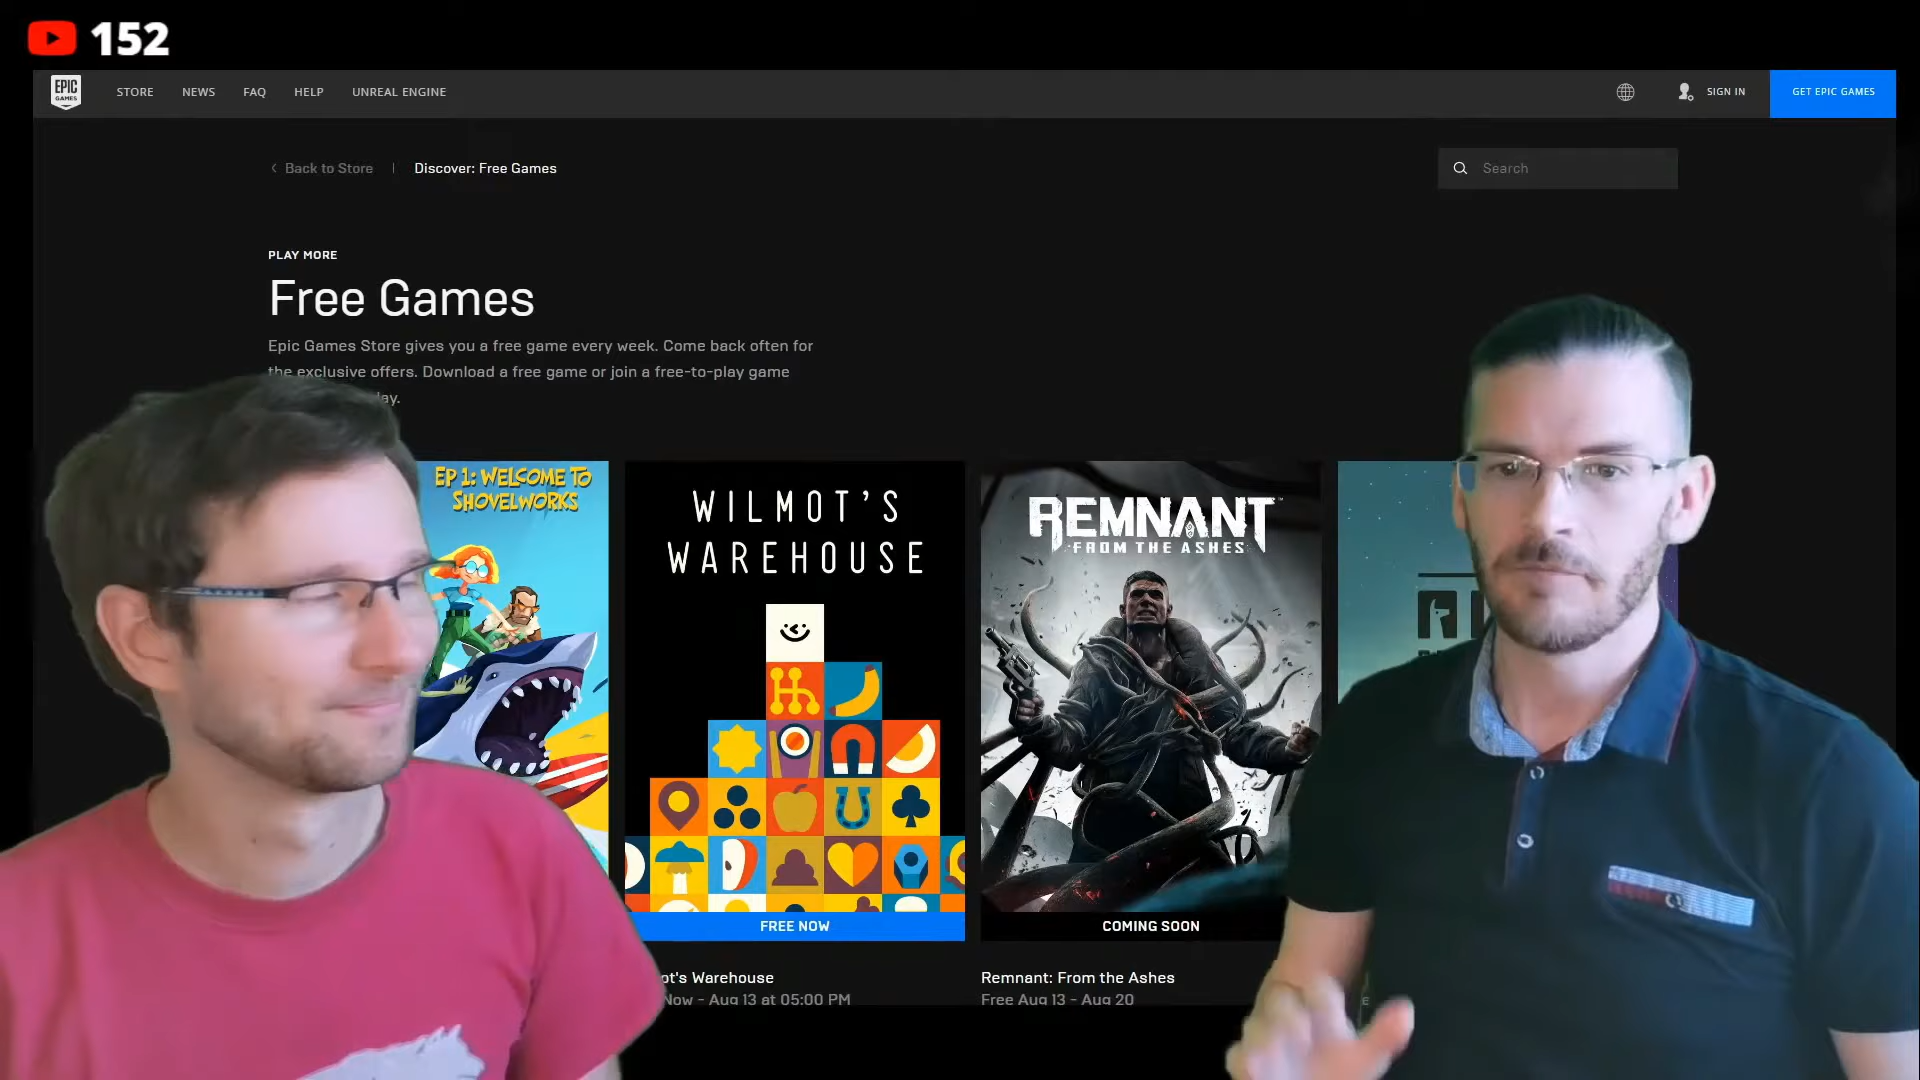 152
EPIC
GAMES
STORE
NEWS
FAQ
HELP
UNREAL ENGINE
SIGN IN
GET EPIC GAMES
Back to Store
Discover: Free Games
Search
PLAY MORE
Free Games
Epic Games Store gives you a free game every week. Come back often for
the exclusive offers. Download a free game or join a free-to-play game
ay.
EP 1: WELCOME TO
SHOVELWORKS
WILMOT'S
WAREHOUSE
REMNANT
FROM THE ASHES
FREE NOW
COMING SOON
ot's Warehouse
Now - Aug 13 at 05:00 PM
Remnant: From the Ashes
Free Aug 13 - Aug 20